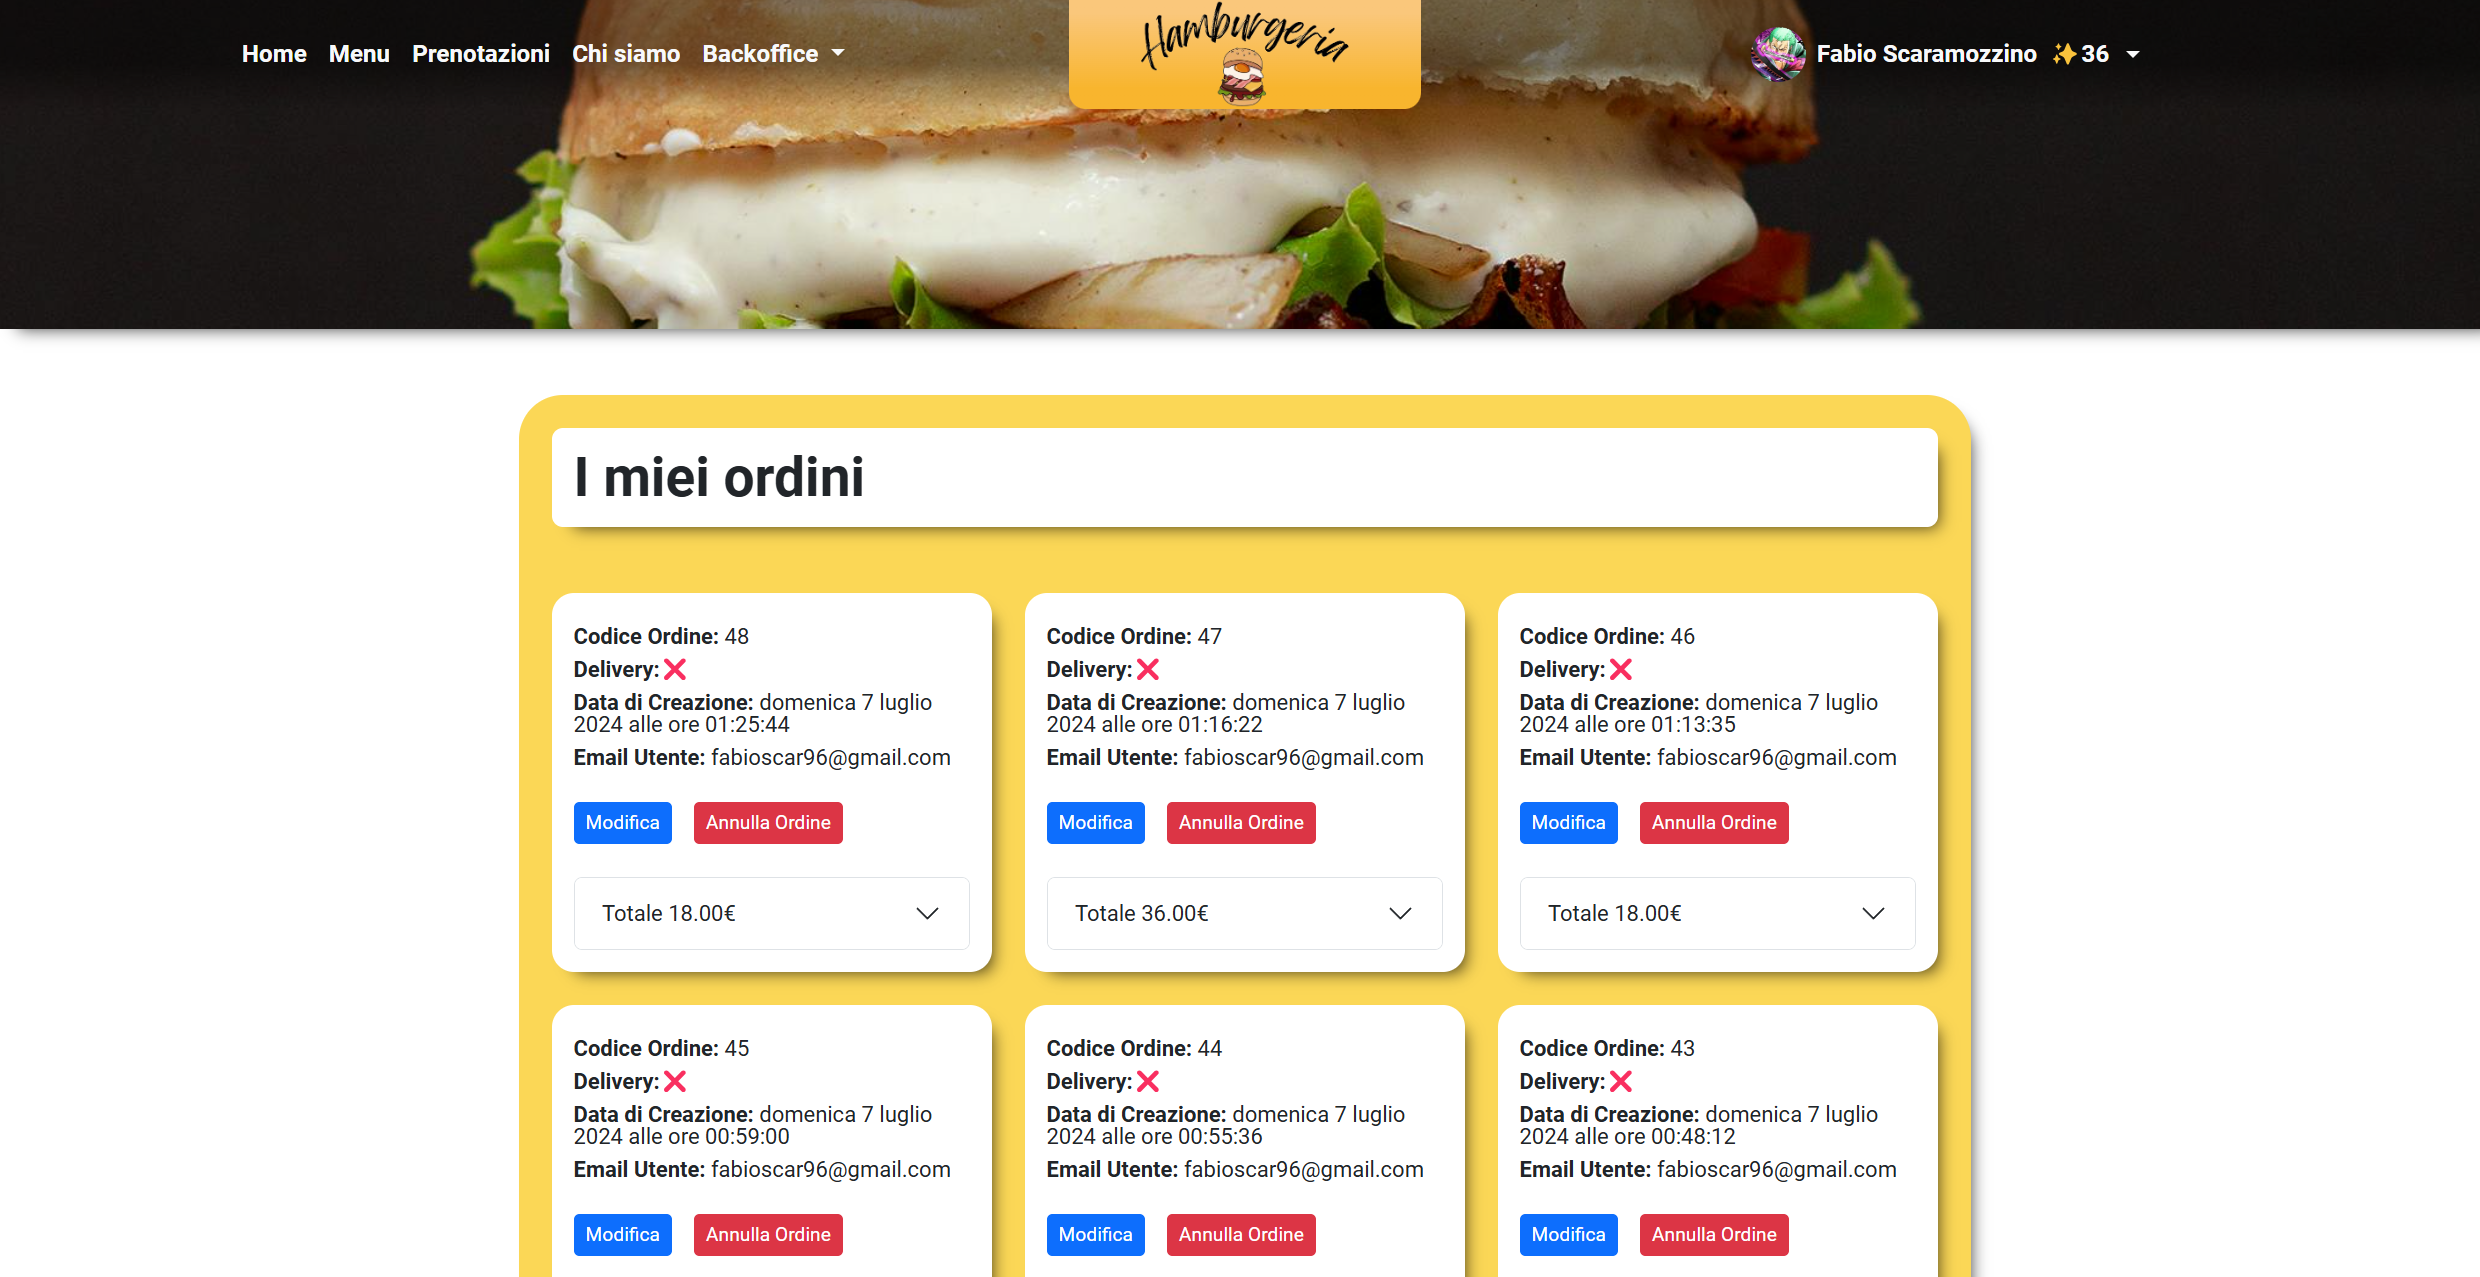 Home Menu Prenotazioni Chi siamo Backoffice
Hamburgeria
Fabio Scaramozzino ✨36
I miei ordini
Codice Ordine: 48
Delivery:❌
Data di Creazione: domenica 7 luglio
2024 alle ore 01:25:44
Email Utente: fabioscar96@gmail.com
Modifica Annulla Ordine
Totale 18.00€
Codice Ordine: 47
Delivery:❌
Data di Creazione: domenica 7 luglio
2024 alle ore 01:16:22
Email Utente: fabioscar96@gmail.com
Modifica Annulla Ordine
Totale 36.00€
Codice Ordine: 46
Delivery:❌
Data di Creazione: domenica 7 luglio
2024 alle ore 01:13:35
Email Utente: fabioscar96@gmail.com
Modifica Annulla Ordine
Totale 18.00€
Codice Ordine: 45
Delivery:❌
Data di Creazione: domenica 7 luglio
2024 alle ore 00:59:00
Email Utente: fabioscar96@gmail.com
Modifica Annulla Ordine
Codice Ordine: 44
Delivery:❌
Data di Creazione: domenica 7 luglio
2024 alle ore 00:55:36
Email Utente: fabioscar96@gmail.com
Modifica Annulla Ordine
Codice Ordine: 43
Delivery:❌
Data di Creazione: domenica 7 luglio
2024 alle ore 00:48:12
Email Utente: fabioscar96@gmail.com
Modifica Annulla Ordine